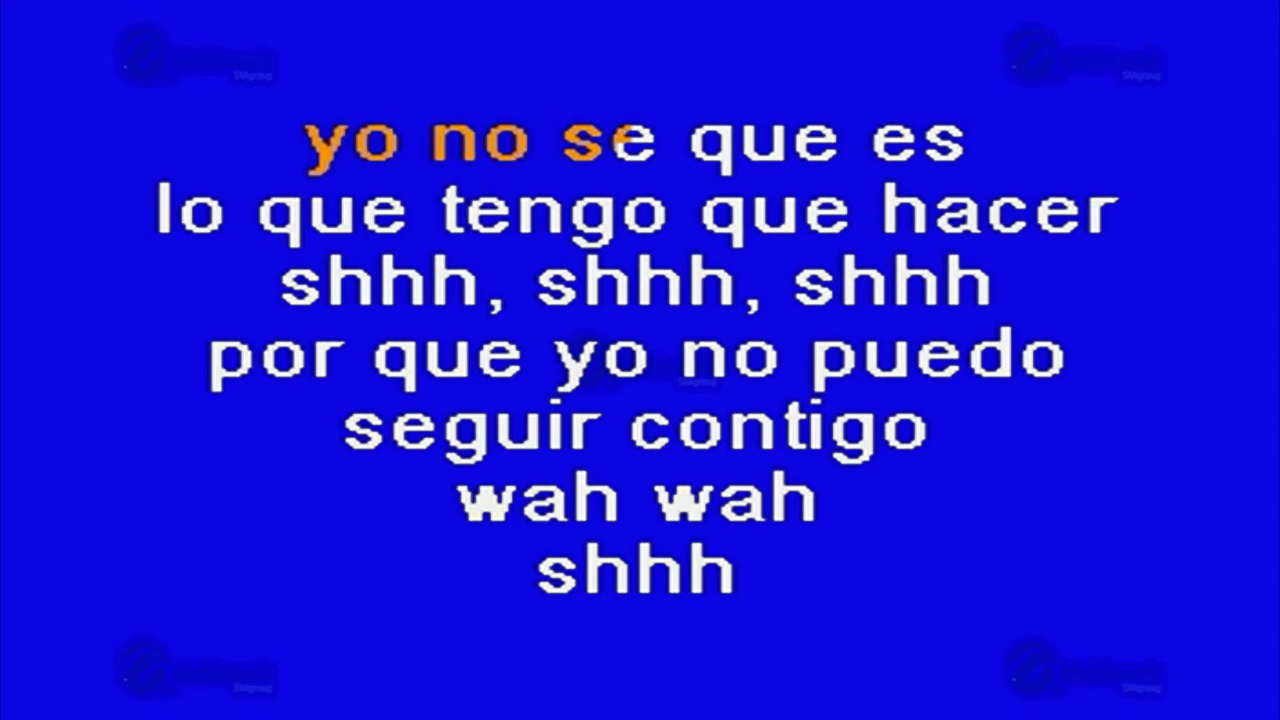 yo no se que es
lo que tengo que hacer
shhh, shhh, shhh
por que yo no puedo
seguir contigo
wah wah
shhh